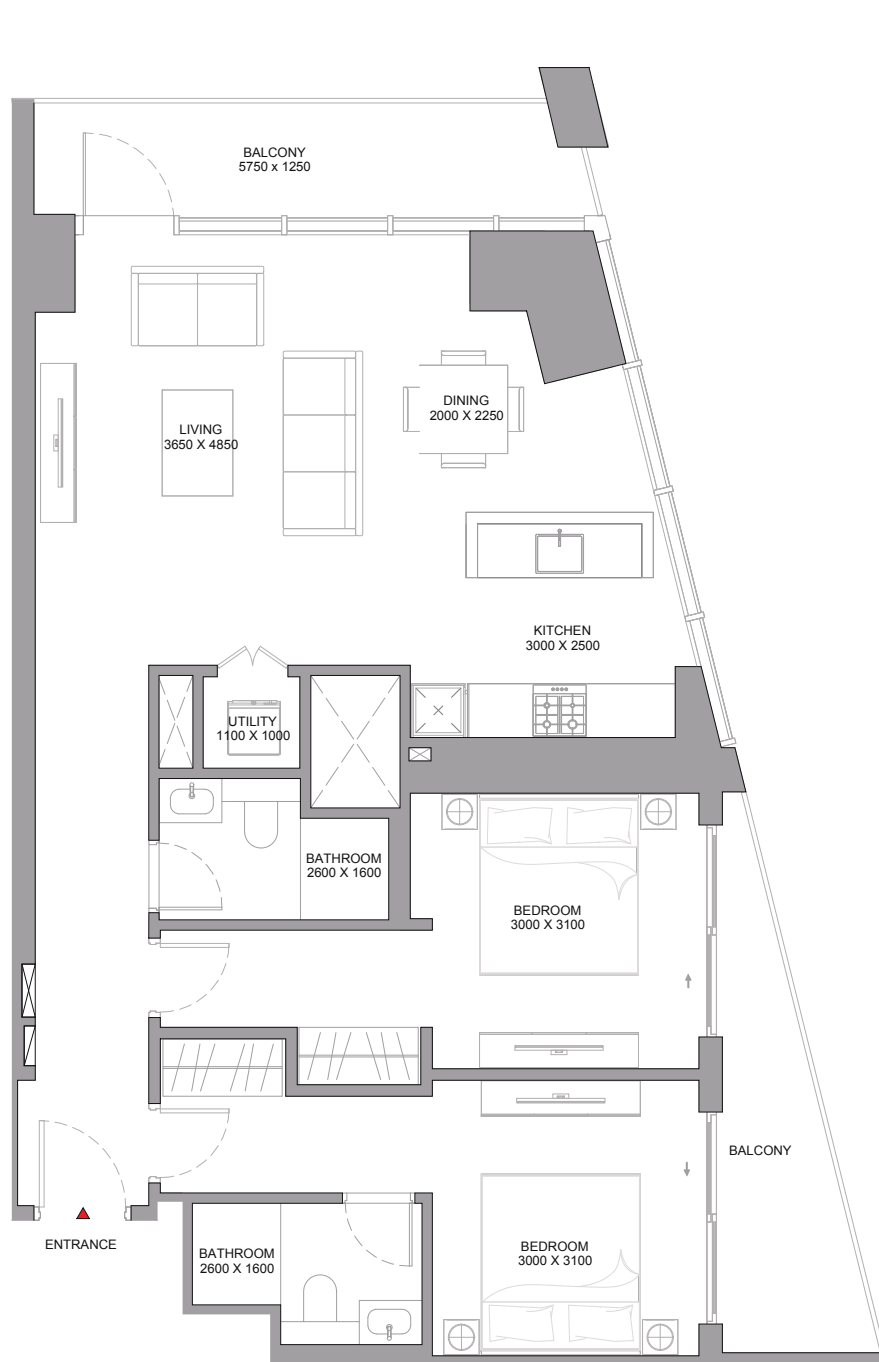 BALCONY
5750 x 1250
DINING
2000 X 2250
LIVING
3650 X 4850
KITCHEN
3000 X 2500
UTILITY
1100 X 1000
BATHROOM
2600 X 1600
BEDROOM
3000 X 3100
BALCONY
ENTRANCE
BATHROOM
2600 X 1600
BEDROOM
3000 X 3100